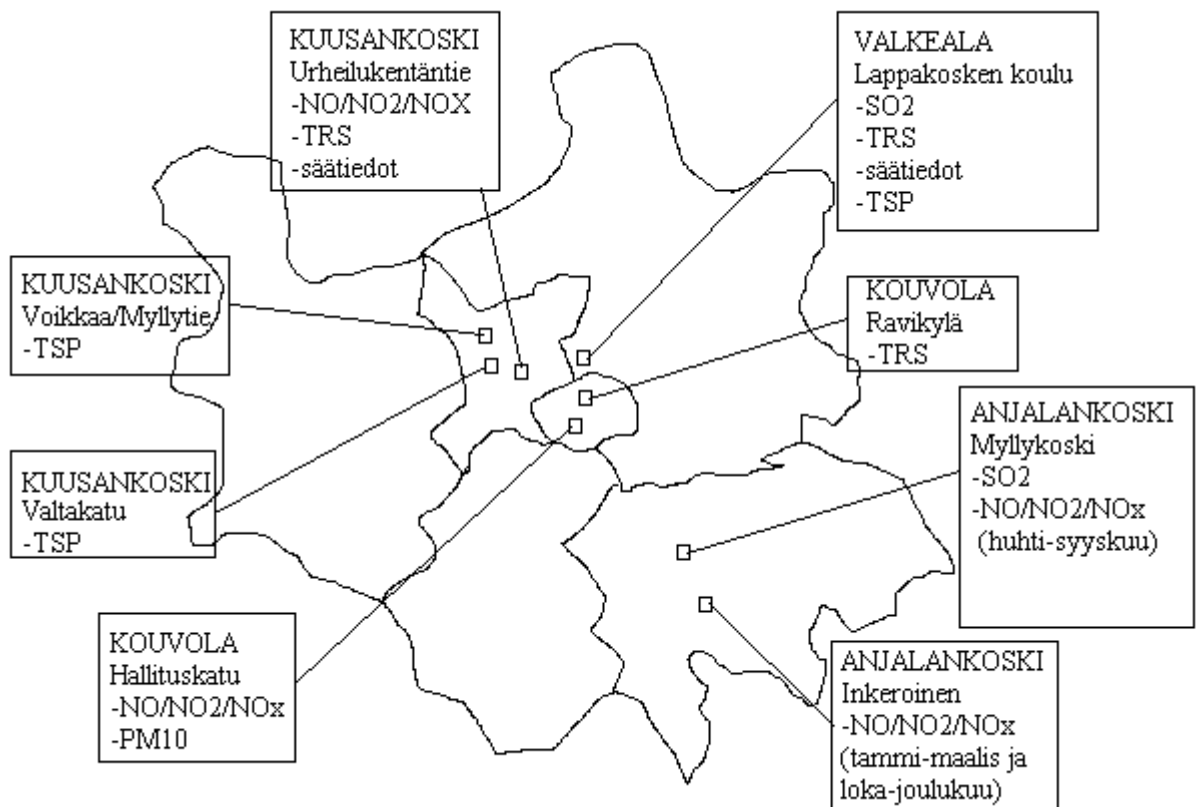 KUUSANKOSKI
Urheilukentäntie
-NO/NO2/NOX
-TRS
-säätiedot
VALKEALA
Lappakosken koulu
-SO2
-TRS
-säätiedot
-TSP
KUUSANKOSKI
Voikkaa/Myllytie
-TSP
KOUVOLA
Ravikylä
-TRS
ANJALANKOSKI
Myllykoski
-SO2
-NO/NO2/NOx
(huhti-syyskuu)
KUUSANKOSKI
Valtakatu
-TSP
KOUVOLA
Hallituskatu
-NO/NO2/NOx
-PM10
ANJALANKOSKI
Inkeroinen
-NO/NO2/NOx
(tammi-maalis ja
loka-joulukuu)